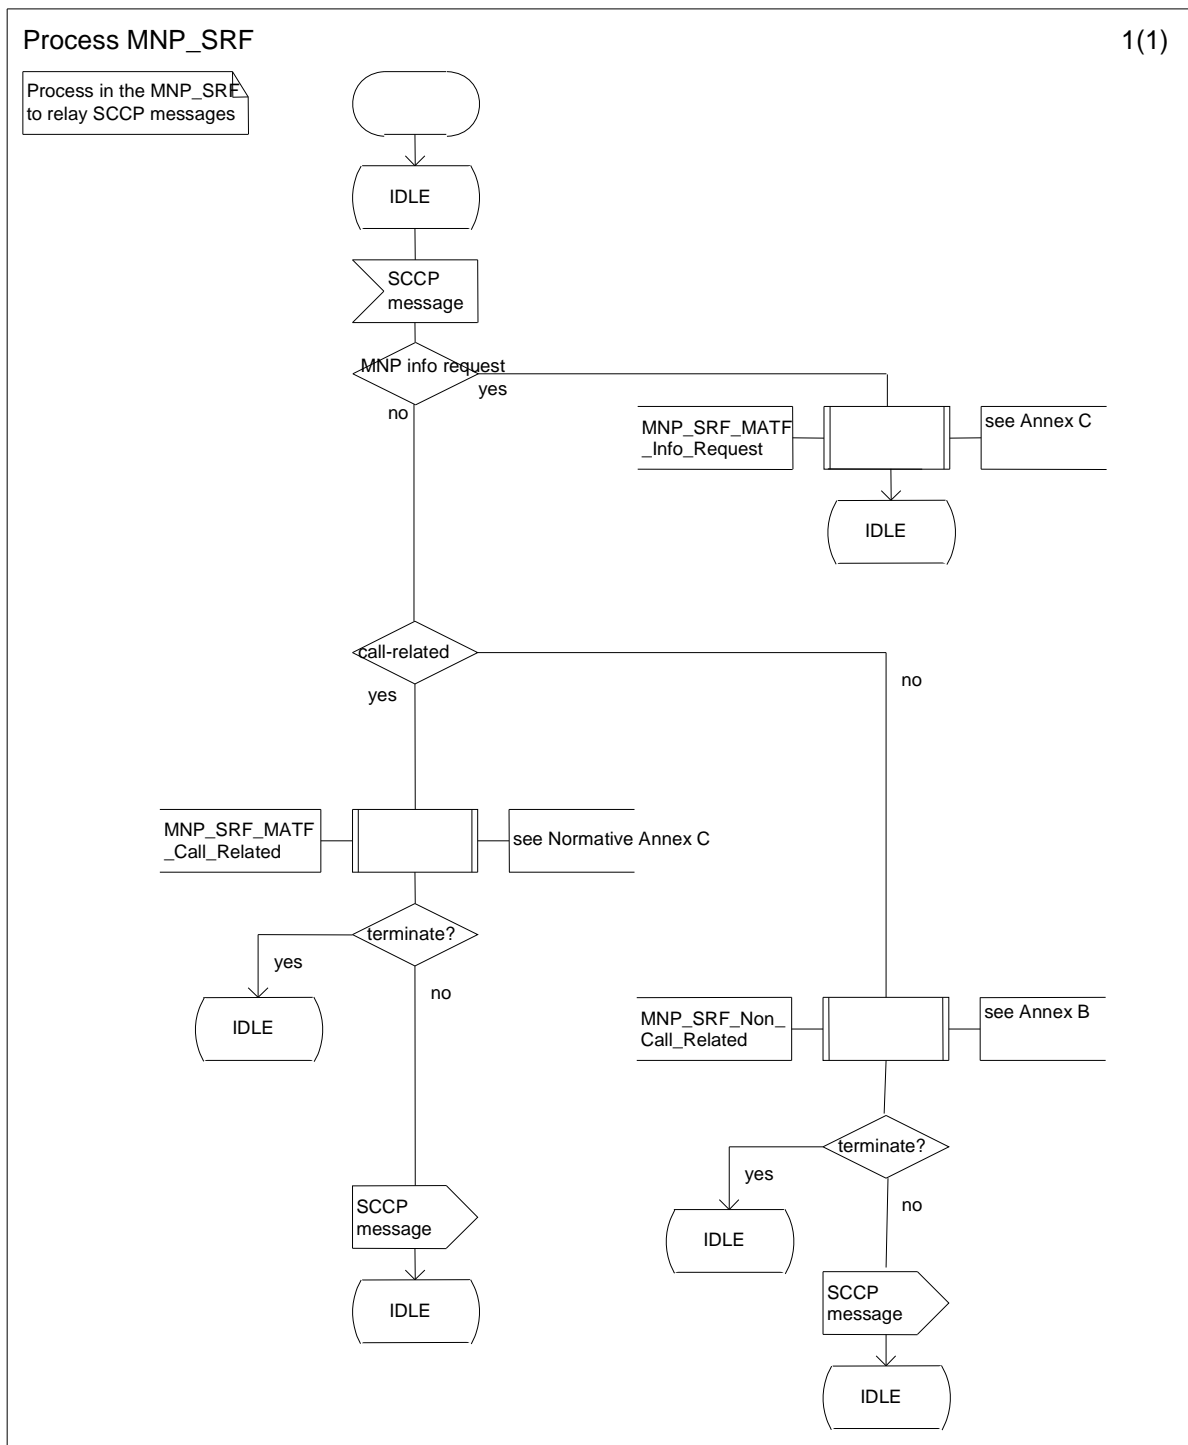 Process MNP_SRF
1(1)
Process in the MNP_SRF
to relay SCCP messages
IDLE
SCCP
message
MNP info request
yes
no
MNP_SRF_MATF
_Info_Request
see Annex C
IDLE
call-related
no
yes
MNP_SRF_MATF
_Call_Related
see Normative Annex C
terminate?
yes
no
IDLE
MNP_SRF_Non_
Call_Related
see Annex B
terminate?
yes
no
IDLE
SCCP
message
IDLE
SCCP
message
IDLE